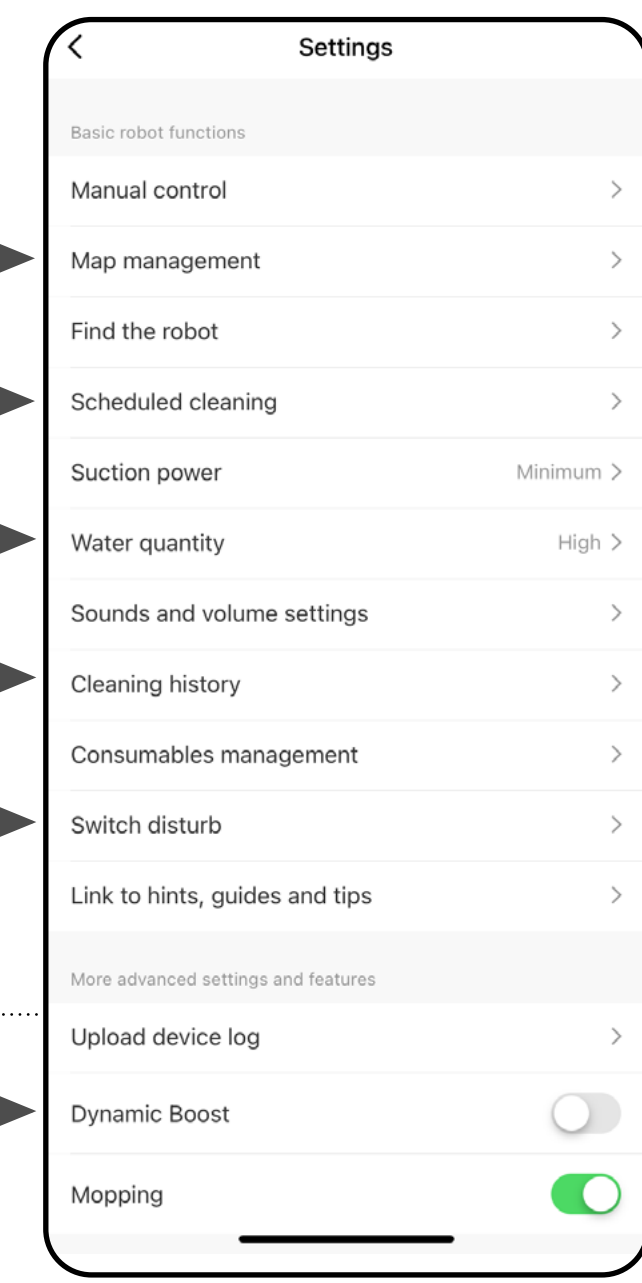 Settings
Basic robot functions
Manual control
Map management
Find the robot
Scheduled cleaning
Suction power Minimum
Water quantity High
Sounds and volume settings
Cleaning history
Consumables management
Switch disturb
Link to hints, guides and tips
More advanced settings and features
Upload device log
Dynamic Boost
Mopping